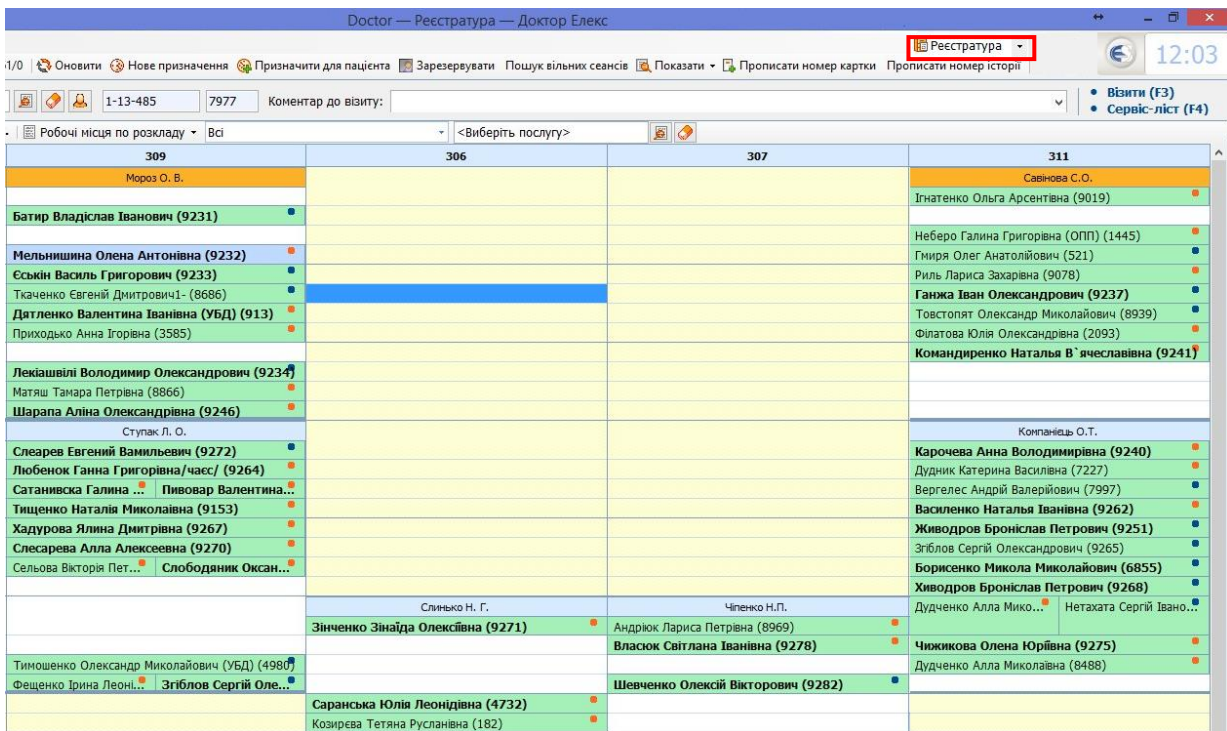 Doctor — Реєстратура — Доктор Елекс
Реєстратура
12:03
51/0 Оновити Нове призначення Призначити для пацієнта Зарезервувати Пошук вільних сеансів Показати Прописати номер картки Прописати номер історії
1-13-485 7977 Коментар до візиту: Візити (F3)
Сервіс-ліст (F4)
Робочі місця по розкладу Всі <Виберіть послугу>
309 306 307 311
Мороз О. В. Савінова С.О.
Ігнатенко Ольга Арсентівна (9019)
Батир Владіслав Іванович (9231)
Неберо Галина Григорівна (ОПП) (1445)
Мельнишина Олена Антонівна (9232) Гмиря Олег Анатолійович (521)
Єськін Василь Григорович (9233) Риль Лариса Захарівна (9078)
Ткаченко Євгеній Дмитрович1- (8686) Ганжа Іван Олександрович (9237)
Дятленко Валентина Іванівна (УБД) (913) Товстопят Олександр Миколайович (8939)
Приходько Анна Ігорівна (3585) Філатова Юлія Олександрівна (2093)
Командиренко Наталья В`ячеславівна (9241)
Лекіашвілі Володимир Олександрович (9234)
Матяш Тамара Петрівна (8866)
Шарапа Аліна Олександрівна (9246)
Ступак Л. О. Компанієць О.Т.
Слеарев Евгений Вамильевич (9272) Карочева Анна Володимирівна (9240)
Любенок Ганна Григорівна/чаєс/ (9264) Дудник Катерина Василівна (7227)
Сатанивска Галина ... Пивовар Валентина... Вергелес Андрій Валерійович (7997)
Тищенко Наталія Миколаівна (9153) Василенко Наталья Іванівна (9262)
Хадурова Ялина Дмитрівна (9267) Живодров Броніслав Петрович (9251)
Слесарева Алла Алексеевна (9270) Згіблов Сергій Олександрович (9265)
Сельова Вікторія Пет... Слободяник Оксан... Борисенко Микола Миколайович (6855)
Хиводров Броніслав Петрович (9268)
Слинько Н. Г. Чіпенко Н.П. Дудченко Алла Мико... Нетахата Сергій Івано...
Зінченко Зінаїда Олексіївна (9271) Андріюк Лариса Петрівна (8969)
Власюк Світлана Іванівна (9278) Чижикова Олена Юріївна (9275)
Тимошенко Олександр Миколайович (УБД) (4980) Дудченко Алла Миколаївна (8488)
Фещенко Ірина Леоні... Згіблов Сергій Оле... Шевченко Олексій Вікторович (9282)
Саранська Юлія Леонідівна (4732)
Козирєва Тетяна Русланівна (182)